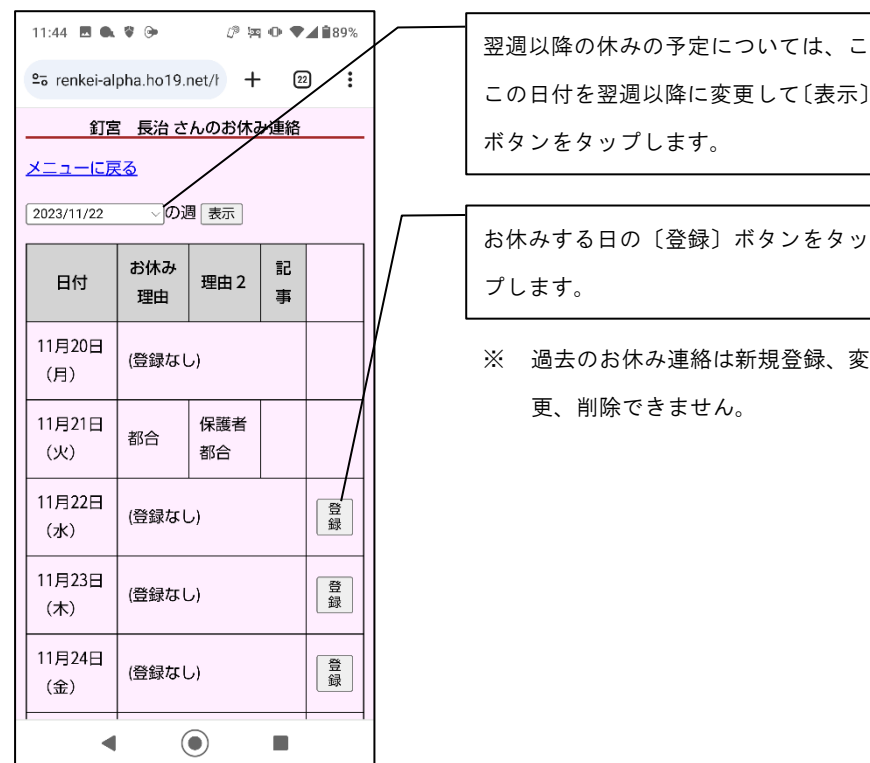 11:44 89%
renkei-alpha.ho19.net/h 22
釘宮 長治 さんのお休み連絡
メニューに戻る
2023/11/22 の週 表示
日付 お休み理由 理由2 記事
11月20日(月) (登録なし)
11月21日(火) 都合 保護者都合
11月22日(水) (登録なし) 登録
11月23日(木) (登録なし) 登録
11月24日(金) (登録なし) 登録
翌週以降の休みの予定については、こ
この日付を翌週以降に変更して〔表示〕
ボタンをタップします。
お休みする日の〔登録〕ボタンをタッ
プします。
※ 過去のお休み連絡は新規登録、変
更、削除できません。